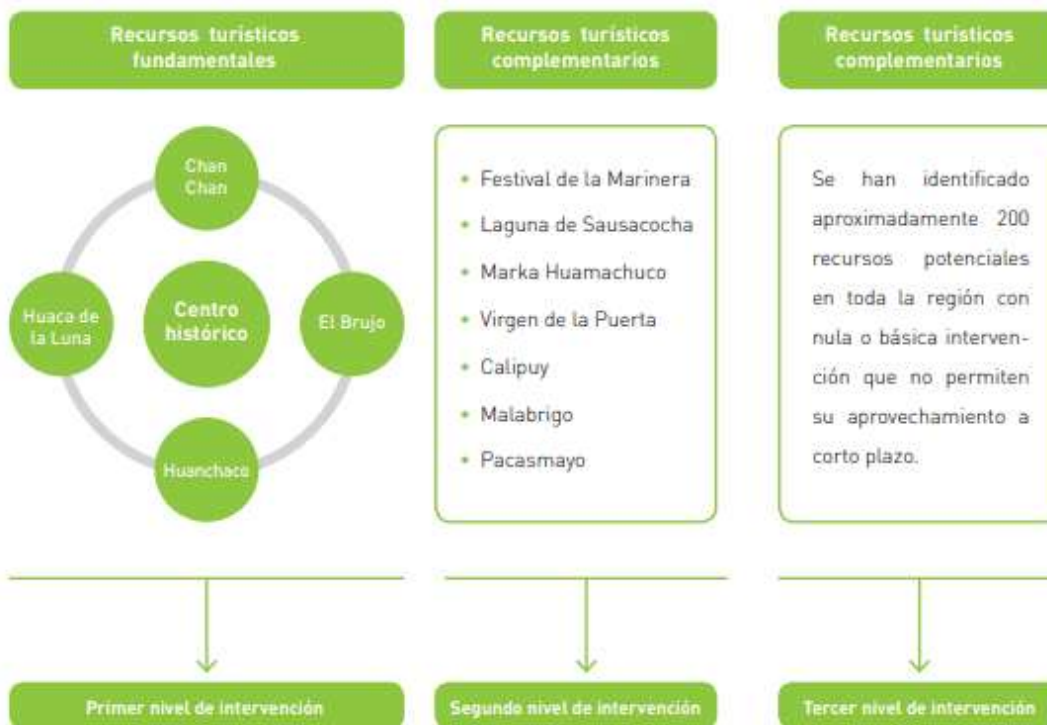 Recursos turísticos
fundamentales
Chan
Chan
Huaca de
la Luna
Centro
histórico
El Brujo
Huanchaco
Primer nivel de intervención
Recursos turísticos
complementarios
• Festival de la Marinera
• Laguna de Sausacocha
• Marka Huamachuco
• Virgen de la Puerta
• Calipuy
• Malabrigo
• Pacasmayo
Segundo nivel de intervención
Recursos turísticos
complementarios
Se han identificado
aproximadamente 200
recursos potenciales
en toda la región con
nula o básica interven-
ción que no permiten
su aprovechamiento a
corto plazo.
Tercer nivel de intervención